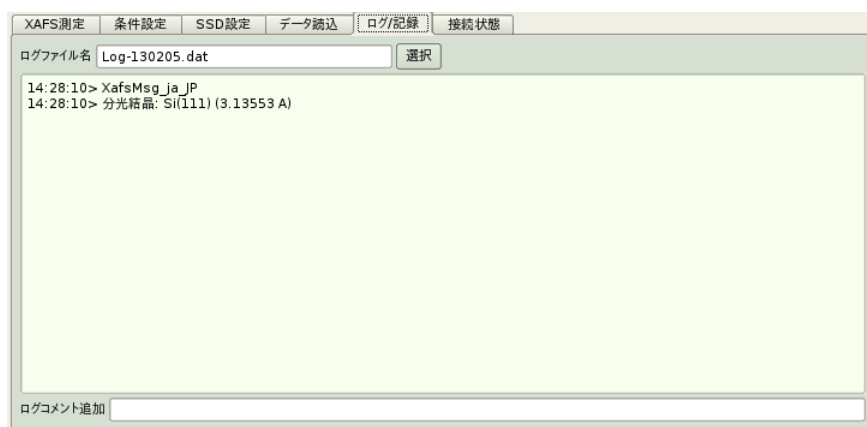 XAFS測定 条件設定 SSD設定 データ読込 ログ/記録 接続状態
ログファイル名 Log-130205.dat 選択
14:28:10> XafsMsg_ja_JP
14:28:10> 分光結晶: Si(111) (3.13553 A)
ログコメント追加